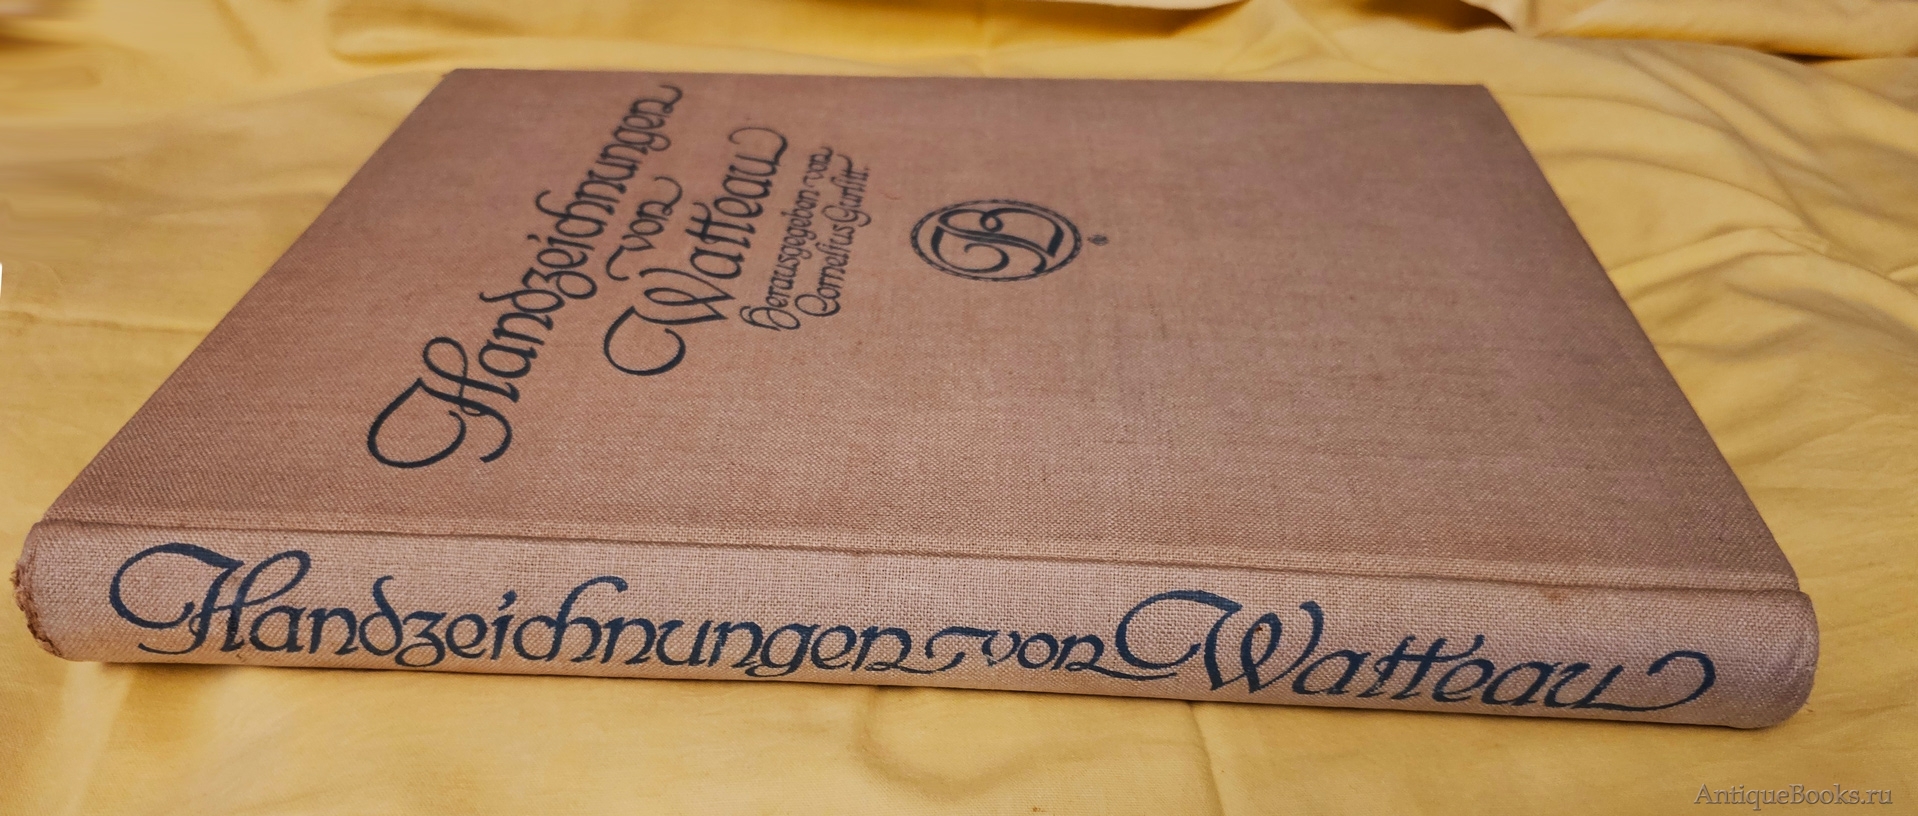 Handzeichnungen
von
Watteau
Herausgegeben von
Cornelius Gurlitt.
B
Handzeichnungen von Watteau
AntiqueBooks.ru